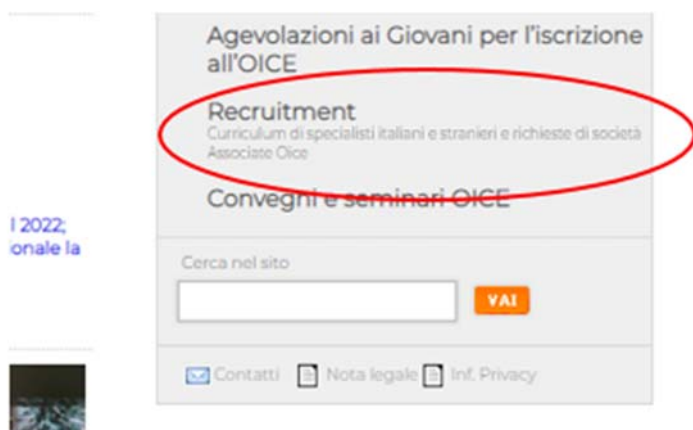 Agevolazioni ai Giovani per l'iscrizione
all'OICE
Recruitment
Curriculum di specialisti italiani e stranieri e richieste di società
Associate Oice
Convegni e seminari OICE
l 2022;
ionale la
Cerca nel sito
VAI
Contatti Nota legale Inf. Privacy